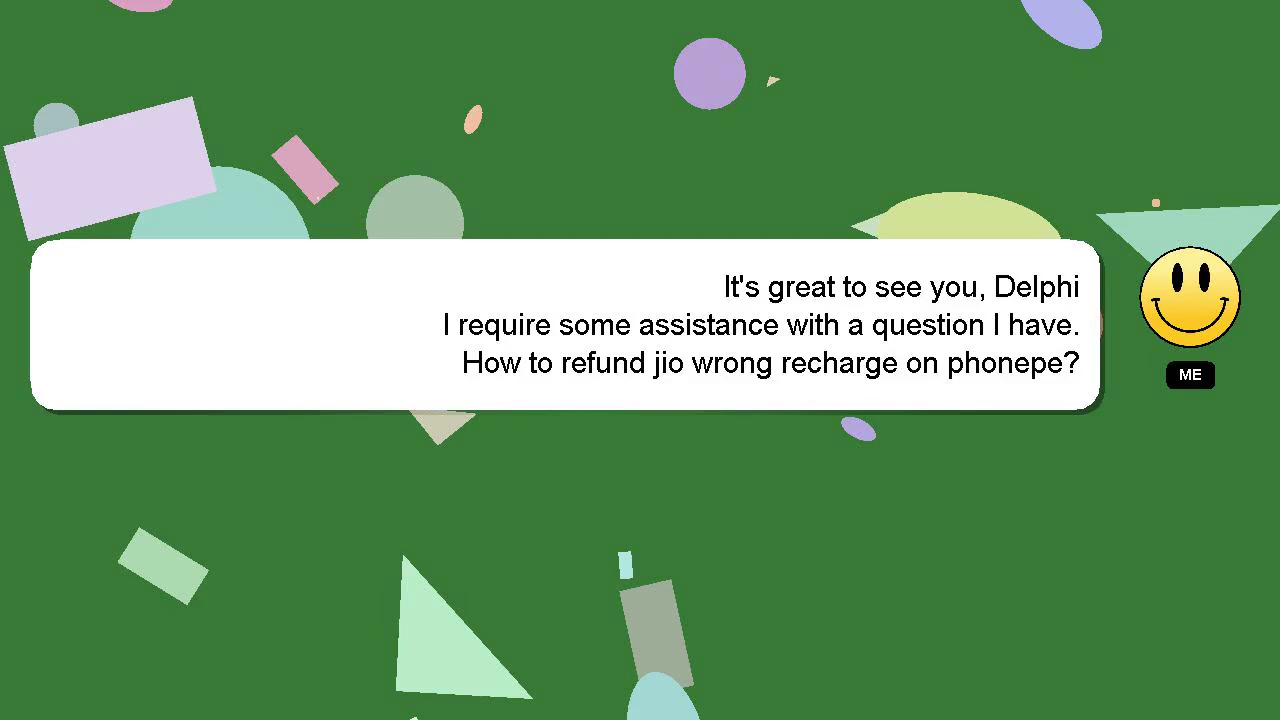 It's great to see you, Delphi
I require some assistance with a question I have.
How to refund jio wrong recharge on phonepe?
ME